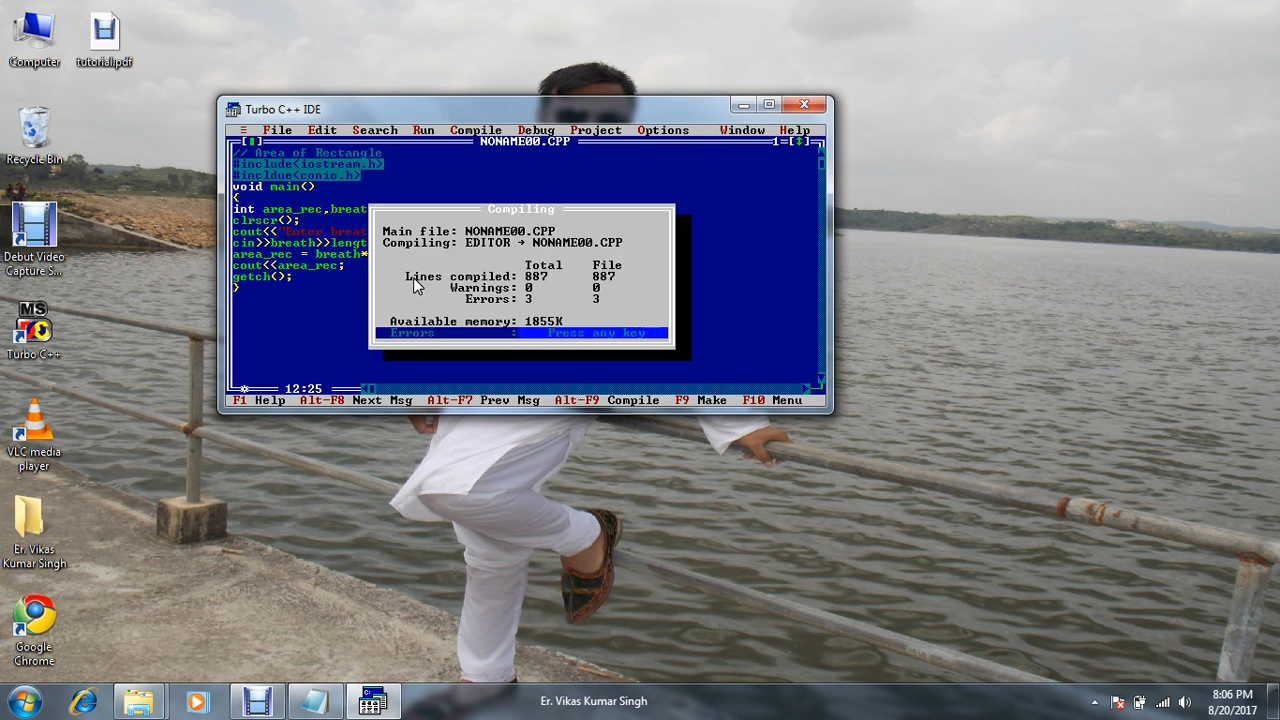 Computer
tutorial.pdf
Recycle Bin
Debut Video
Capture S...
MS
Turbo C++
VLC media
player
Er. Vikas
Kumar Singh
Google
Chrome
Turbo C++ IDE
≡ File Edit Search Run Compile Debug Project Options Window Help
[■] NONAME00.CPP 1=[↕]
// Area of Rectangle
#include<iostream.h>
#incldue<conio.h>
void main()
{
int area_rec,breat
clrscr();
cout<<"Enter breat
cin>>breath>>lengt
area_rec = breath*
cout<<area_rec;
getch();
}
Compiling
Main file: NONAME00.CPP
Compiling: EDITOR → NONAME00.CPP
Total File
Lines compiled: 887 887
Warnings: 0 0
Errors: 3 3
Available memory: 1855K
Errors : Press any key
12:25
F1 Help Alt-F8 Next Msg Alt-F7 Prev Msg Alt-F9 Compile F9 Make F10 Menu
Er. Vikas Kumar Singh
8:06 PM
8/20/2017